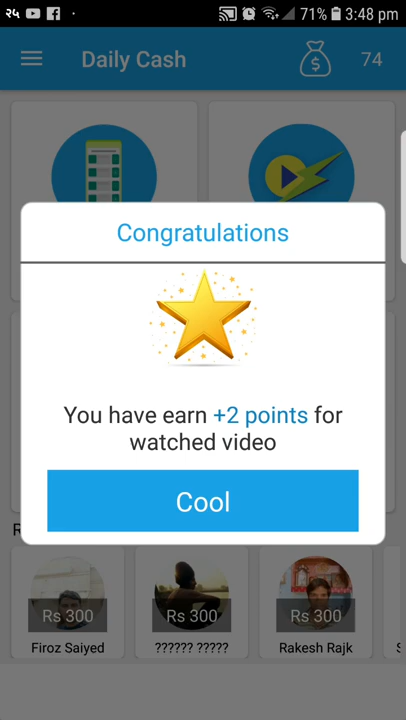 ૨૫ 71% 3:48 pm
Daily Cash 74
Congratulations
You have earn +2 points for
watched video
Cool
R
Rs 300 Rs 300 Rs 300
Firoz Saiyed ?????? ????? Rakesh Rajk S